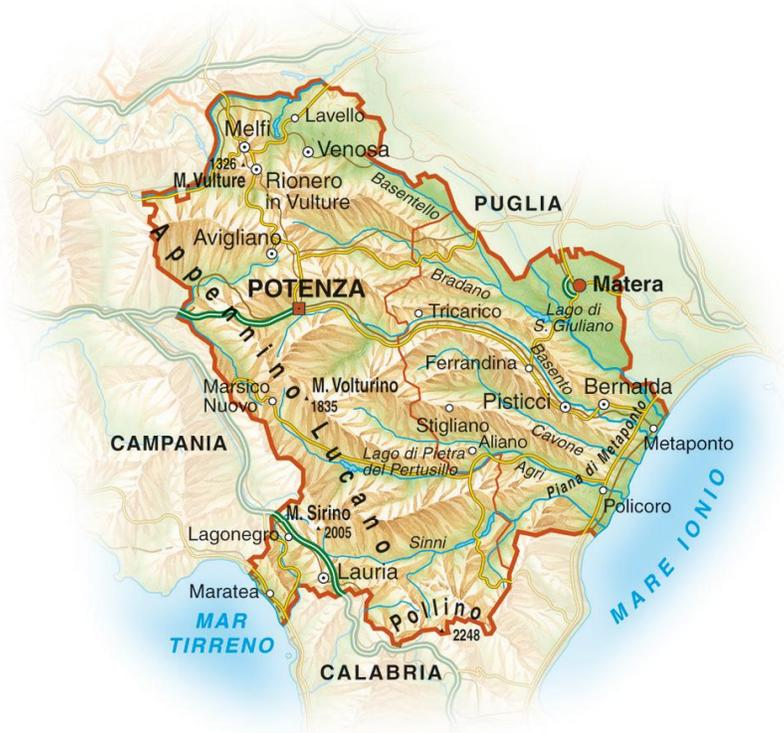 Lavello
Melfi
Venosa
1326
M. Vulture
Rionero
in Vulture
Basentello
PUGLIA
Avigliano
Appennino Lucano
POTENZA
Bradano
Matera
Tricarico
Lago di
S. Giuliano
Ferrandina
Basento
Marsico
Nuovo
M. Volturino
1835
Pisticci
Bernalda
Stigliano
CAMPANIA
Aliano
Cavone
Metaponto
Lago di Pietra
del Pertusillo
Agri
Piana di Metaponto
Policoro
M. Sirino
2005
Lagonegro
Sinni
MARE IONIO
Lauria
Maratea
Pollino
MAR
TIRRENO
2248
CALABRIA